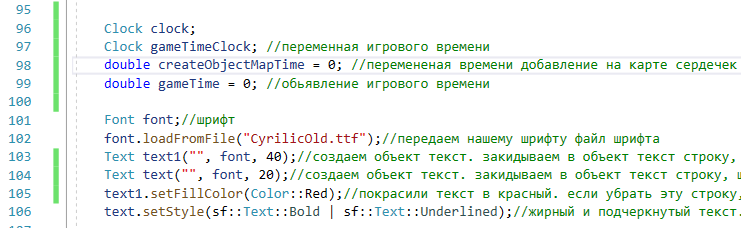 95
96 Clock clock;
97 Clock gameTimeClock; //переменная игрового времени
98 double createObjectMapTime = 0; //перемененая времени добавление на карте сердечек
99 double gameTime = 0; //обьявление игрового времени
100
101 Font font;//шрифт
102 font.loadFromFile("CyrilicOld.ttf");//передаем нашему шрифту файл шрифта
103 Text text1("", font, 40);//создаем объект текст. закидываем в объект текст строку,
104 Text text("", font, 20);//создаем объект текст. закидываем в объект текст строку, ш
105 text1.setFillColor(Color::Red);//покрасили текст в красный. если убрать эту строку,
106 text.setStyle(sf::Text::Bold | sf::Text::Underlined);//жирный и подчеркнутый текст.